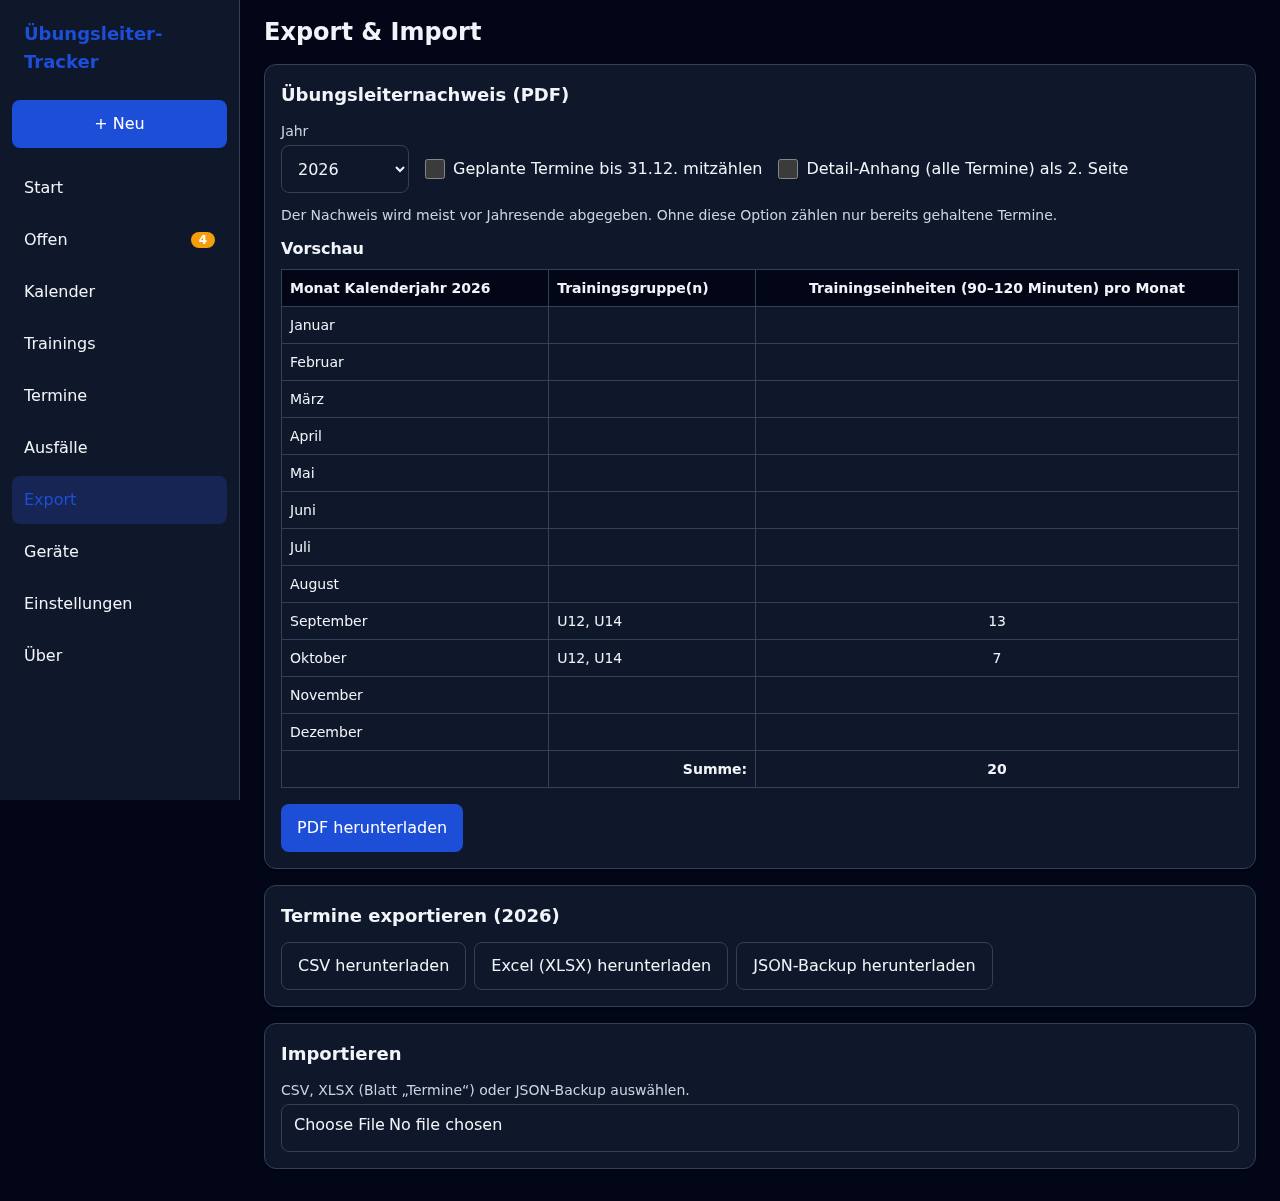 Übungsleiter-
Tracker
+ Neu
Start
Offen 4
Kalender
Trainings
Termine
Ausfälle
Export
Geräte
Einstellungen
Über
Export & Import
Übungsleiternachweis (PDF)
Jahr
2026 Geplante Termine bis 31.12. mitzählen Detail-Anhang (alle Termine) als 2. Seite
Der Nachweis wird meist vor Jahresende abgegeben. Ohne diese Option zählen nur bereits gehaltene Termine.
Vorschau
Monat Kalenderjahr 2026 Trainingsgruppe(n) Trainingseinheiten (90–120 Minuten) pro Monat
Januar
Februar
März
April
Mai
Juni
Juli
August
September U12, U14 13
Oktober U12, U14 7
November
Dezember
Summe: 20
PDF herunterladen
Termine exportieren (2026)
CSV herunterladen Excel (XLSX) herunterladen JSON-Backup herunterladen
Importieren
CSV, XLSX (Blatt „Termine“) oder JSON-Backup auswählen.
Choose File No file chosen